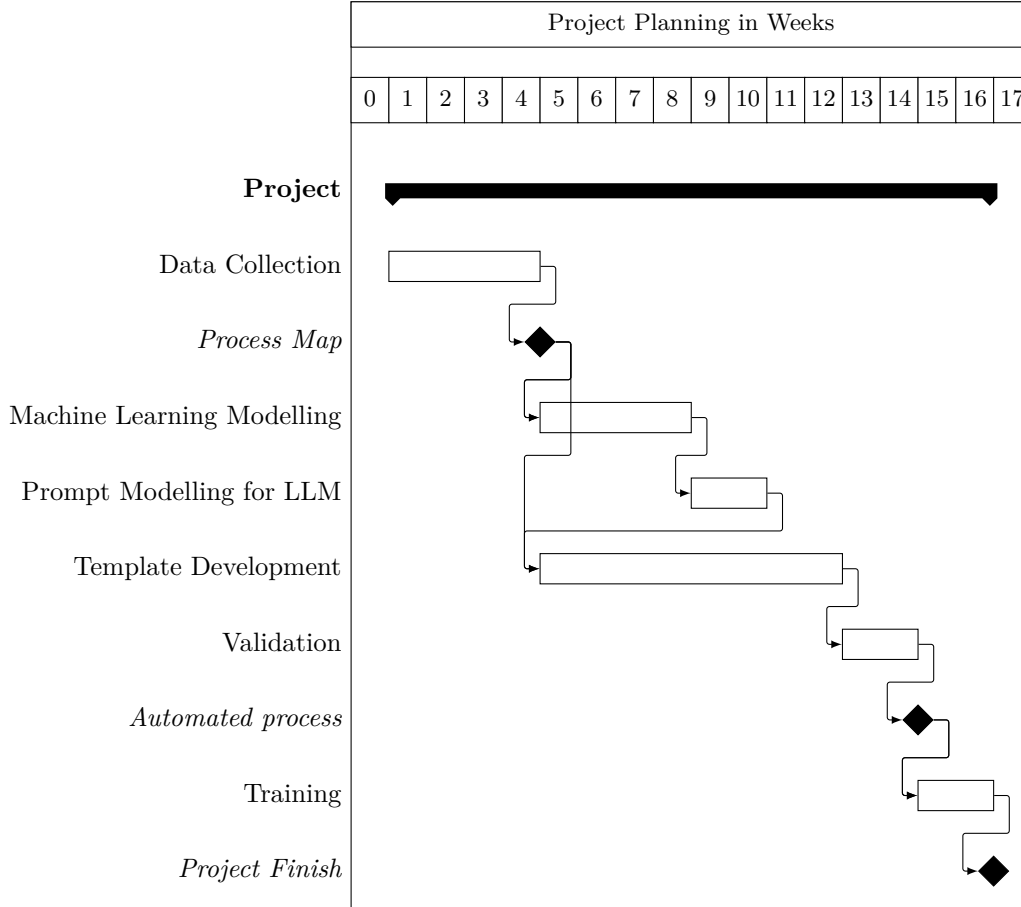 Project Planning in Weeks
0 1 2 3 4 5 6 7 8 9 10 11 12 13 14 15 16 17
Project
Data Collection
Process Map
Machine Learning Modelling
Prompt Modelling for LLM
Template Development
Validation
Automated process
Training
Project Finish